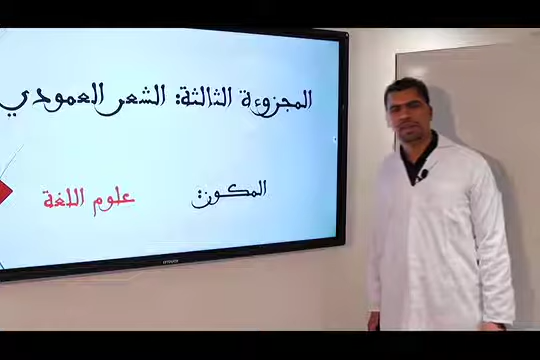 المجزوءة الثالثة: الشعر العمودي
المكون:
علوم اللغة